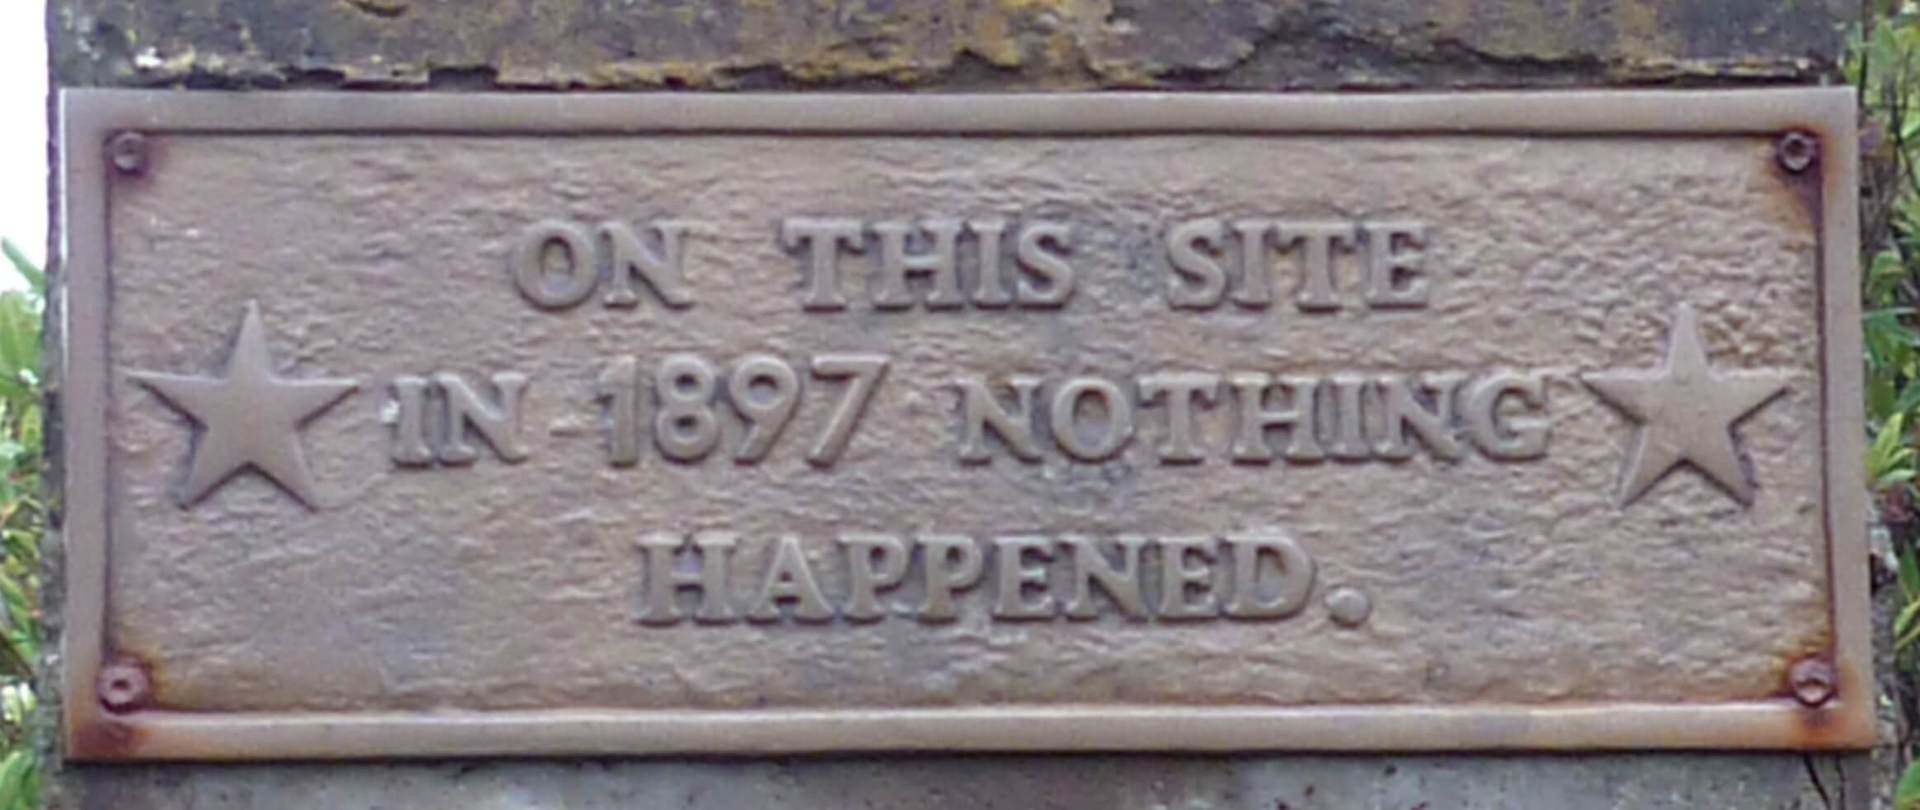 ON THIS SITE
IN 1897 NOTHING
HAPPENED.